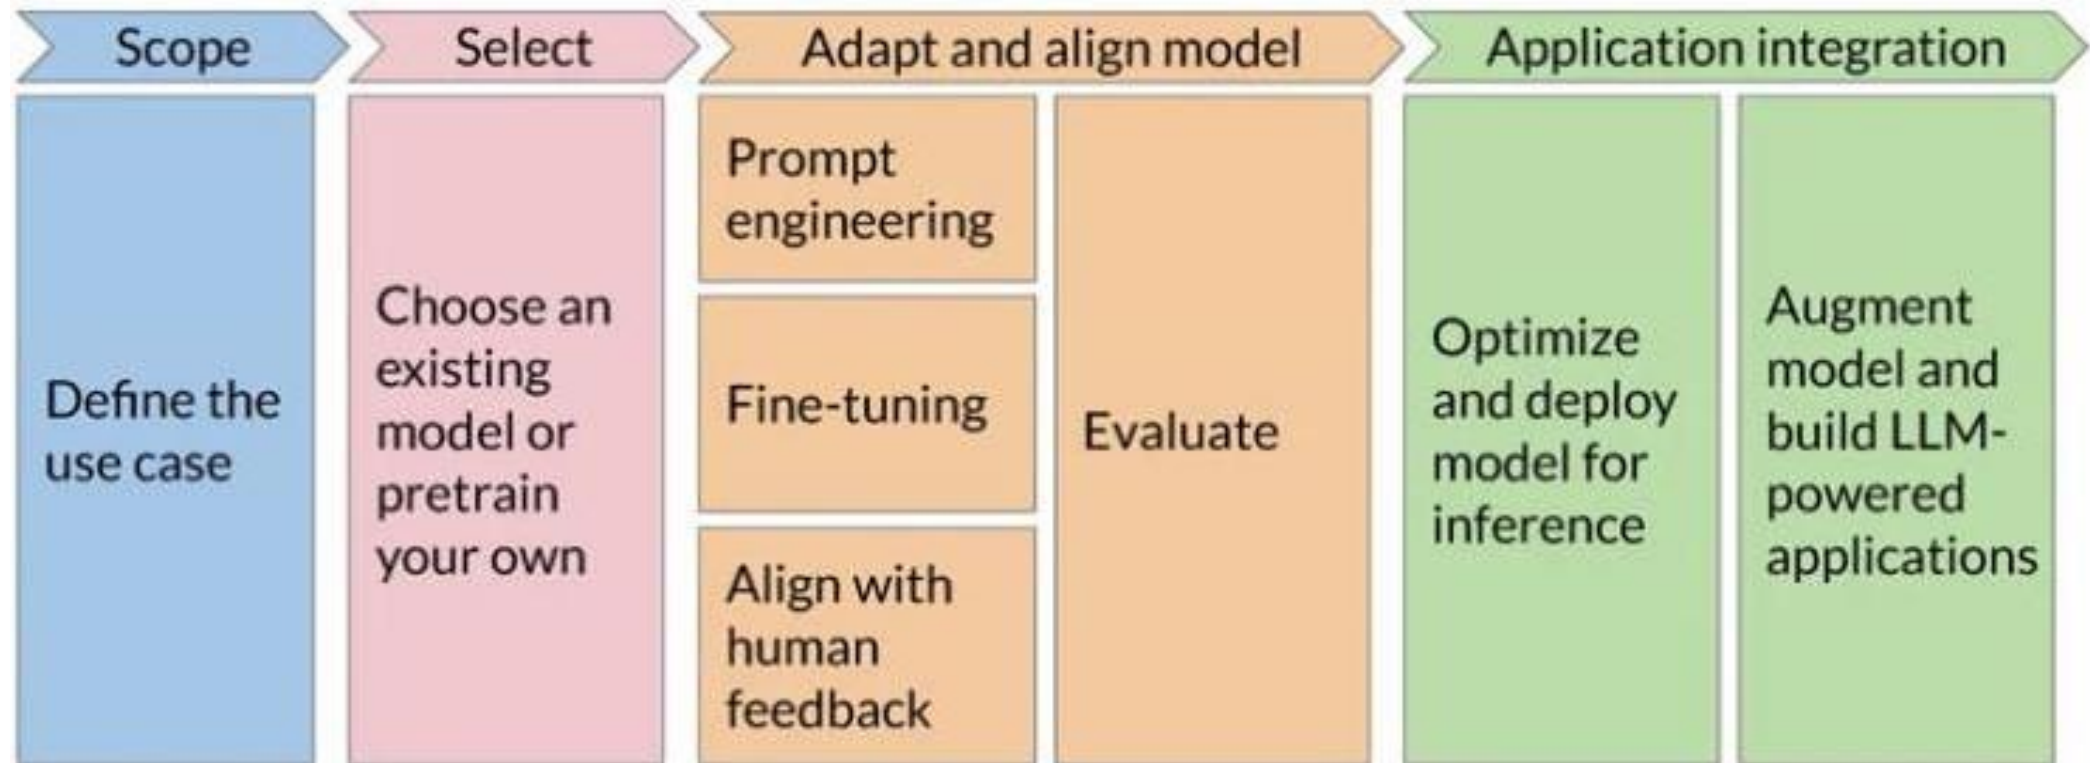 Scope
Select
Adapt and align model
Application integration
Define the
use case
Choose an
existing
model or
pretrain
your own
Prompt
engineering
Fine-tuning
Align with
human
feedback
Evaluate
Optimize
and deploy
model for
inference
Augment
model and
build LLM-
powered
applications